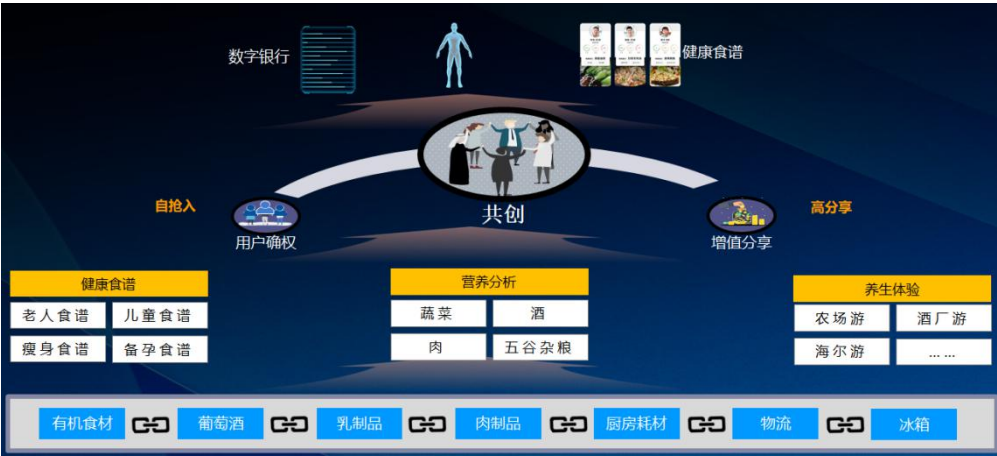 数字银行
健康食谱
共创
自抢入
高分享
用户确权
增值分享
健康食谱
老人食谱 儿童食谱
瘦身食谱 备孕食谱
营养分析
蔬菜 酒
肉 五谷杂粮
养生体验
农场游 酒厂游
海尔游 ... ...
有机食材 葡萄酒 乳制品 肉制品 厨房耗材 物流 冰箱